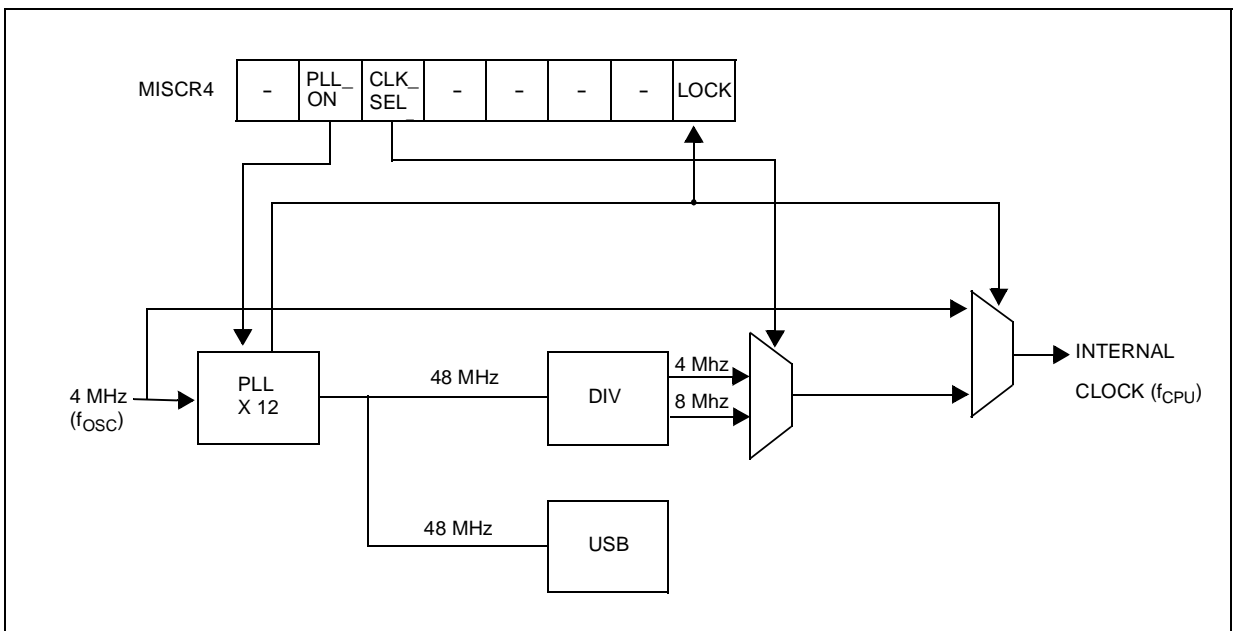 MISCR4
-
PLL_
ON
CLK_
SEL_
-
-
-
-
LOCK
4 MHz
(fOSC)
PLL
X 12
48 MHz
DIV
4 Mhz
8 Mhz
INTERNAL
CLOCK (fCPU)
48 MHz
USB